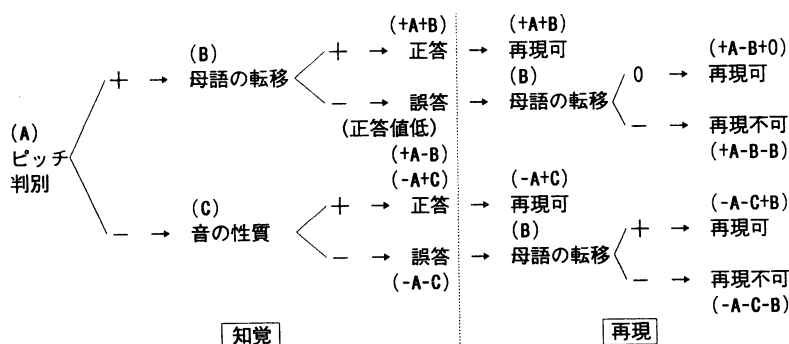 (+A+B) (+A+B)
(B) + → 正答 → 再現可 (+A-B+0)
+ → 母語の転移 (B) 0 → 再現可
- → 誤答 → 母語の転移
(A) (正答値低) - → 再現不可
ピッチ (+A-B) (+A-B-B)
判別 (-A+C) (-A+C)
(C) + → 正答 → 再現可 (-A-C+B)
- → 音の性質 (B) + → 再現可
- → 誤答 → 母語の転移
(-A-C) - → 再現不可
(-A-C-B)
知覚 再現